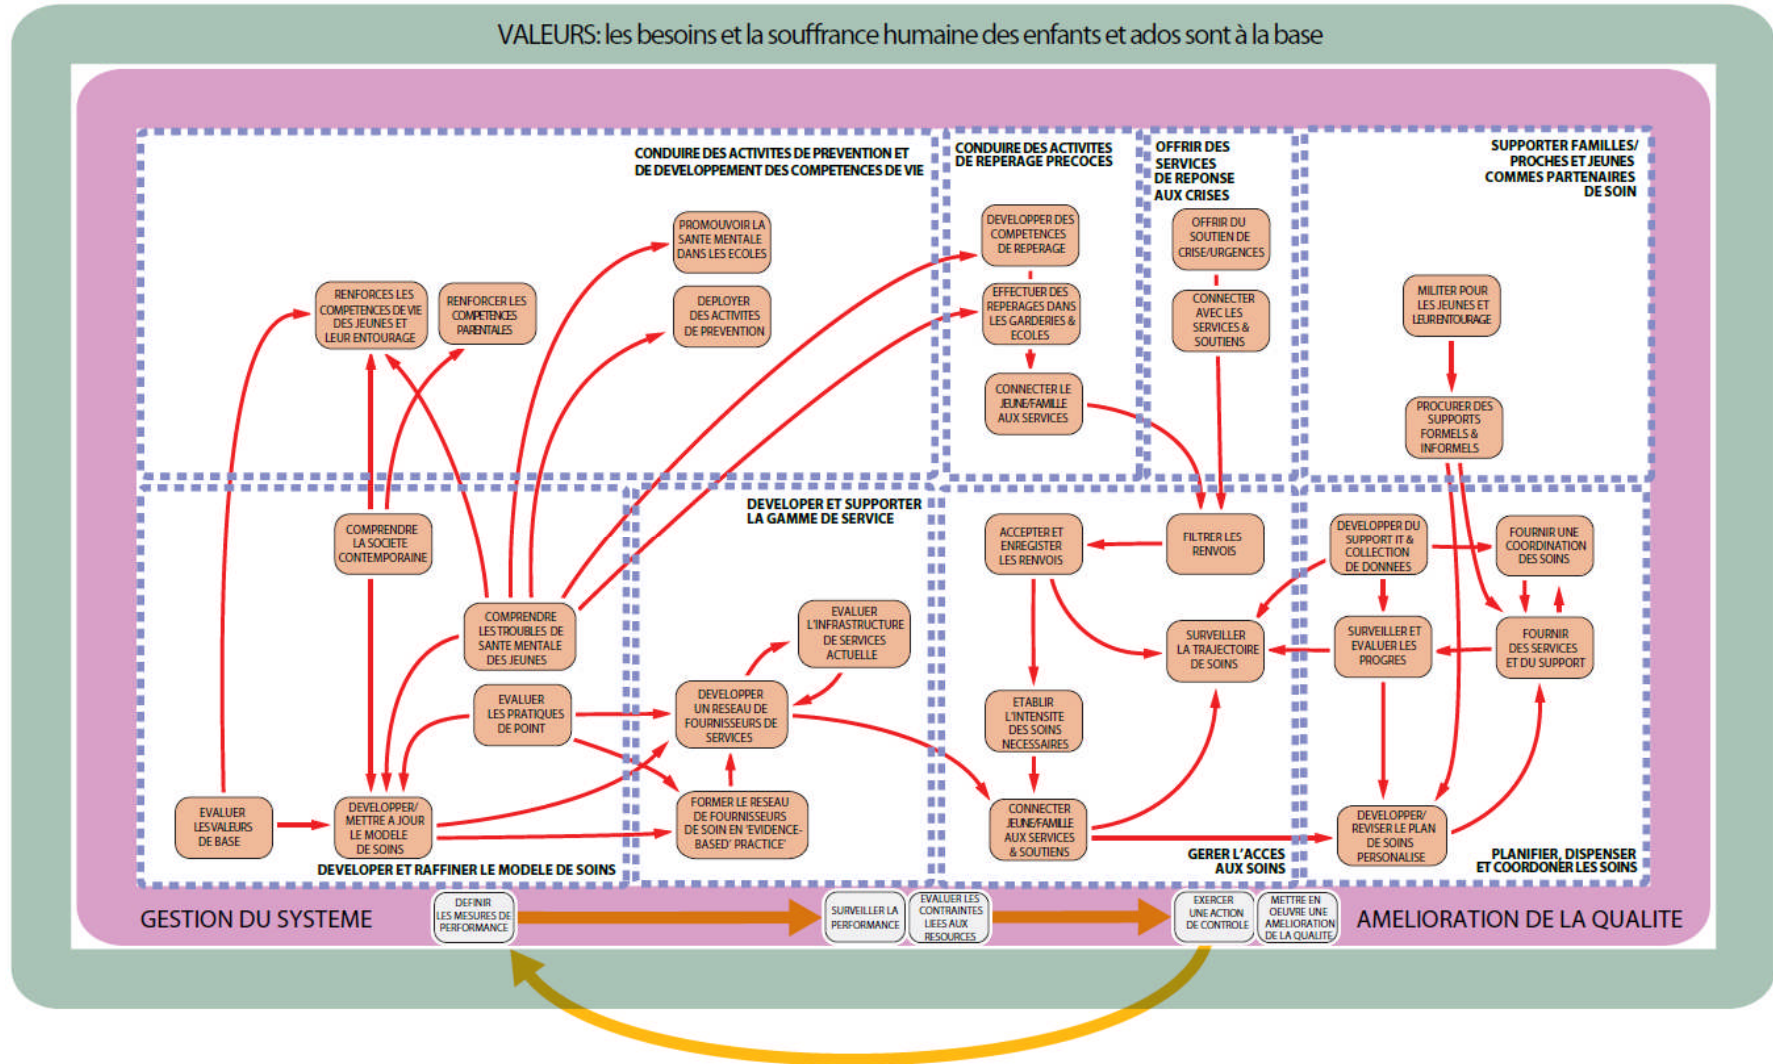 VALEURS: les besoins et la souffrance humaine des enfants et ados sont à la base
CONDUIRE DES ACTIVITES DE PREVENTION ET
DE DEVELOPPEMENT DES COMPETENCES DE VIE
PROMOUVOIR LA
SANTE MENTALE
DANS LES ECOLES
RENFORCES LES
COMPETENCES DE VIE
DES JEUNES ET
LEUR ENTOURAGE
RENFORCER LES
COMPETENCES
PARENTALES
DEPLOYER
DES ACTIVITES
DE PREVENTION
CONDUIRE DES ACTIVITES
DE REPERAGE PRECOCES
DEVELOPPER DES
COMPETENCES
DE REPERAGE
EFFECTUER DES
REPERAGES DANS
LES GARDERIES &
ECOLES
CONNECTER LE
JEUNE/FAMILLE
AUX SERVICES
OFFRIR DES
SERVICES
DE REPONSE
AUX CRISES
OFFRIR DU
SOUTIEN DE
CRISE/URGENCES
CONNECTER
AVEC LES
SERVICES &
SOUTIENS
SUPPORTER FAMILLES/
PROCHES ET JEUNES
COMMES PARTENAIRES
DE SOIN
MILITER POUR
LES JEUNES ET
LEUR ENTOURAGE
PROCURER DES
SUPPORTS
FORMELS &
INFORMELS
COMPRENDRE
LA SOCIETE
CONTEMPORAINE
COMPRENDRE
LES TROUBLES DE
SANTE MENTALE
DES JEUNES
EVALUER
LES PRATIQUES
DE POINT
EVALUER
LES VALEURS
DE BASE
DEVELOPPER/
METTRE A JOUR
LE MODELE
DE SOINS
DEVELOPER ET RAFFINER LE MODELE DE SOINS
DEVELOPER ET SUPPORTER
LA GAMME DE SERVICE
EVALUER
L'INFRASTRUCTURE
DE SERVICES
ACTUELLE
DEVELOPPER
UN RESEAU DE
FOURNISSEURS DE
SERVICES
FORMER LE RESEAU
DE FOURNISSEURS
DE SOIN EN 'EVIDENCE-
BASED' PRACTICE'
ACCEPTER ET
ENREGISTER
LES RENVOIS
FILTRER LES
RENVOIS
SURVEILLER
LA TRAJECTOIRE
DE SOINS
ETABLIR
L'INTENSITE
DES SOINS
NECESSAIRES
CONNECTER
JEUNE/FAMILLE
AUX SERVICES
& SOUTIENS
GERER L'ACCES
AUX SOINS
DEVELOPPER DU
SUPPORT IT &
COLLECTION
DE DONNEES
FOURNIR UNE
COORDINATION
DES SOINS
SURVEILLER ET
EVALUER LES
PROGRES
FOURNIR
DES SERVICES
ET DU SUPPORT
DEVELOPPER/
REVISER LE PLAN
DE SOINS
PERSONALISE
PLANIFIER, DISPENSER
ET COORDONER LES SOINS
GESTION DU SYSTEME
DEFINIR
LES MESURES DE
PERFORMANCE
SURVEILLER LA
PERFORMANCE
EVALUER LES
CONTRAINTES
LIEES AUX
RESOURCES
EXERCER
UNE ACTION
DE CONTROLE
METTRE EN
OEUVRE UNE
AMELIORATION
DE LA QUALITE
AMELIORATION DE LA QUALITE